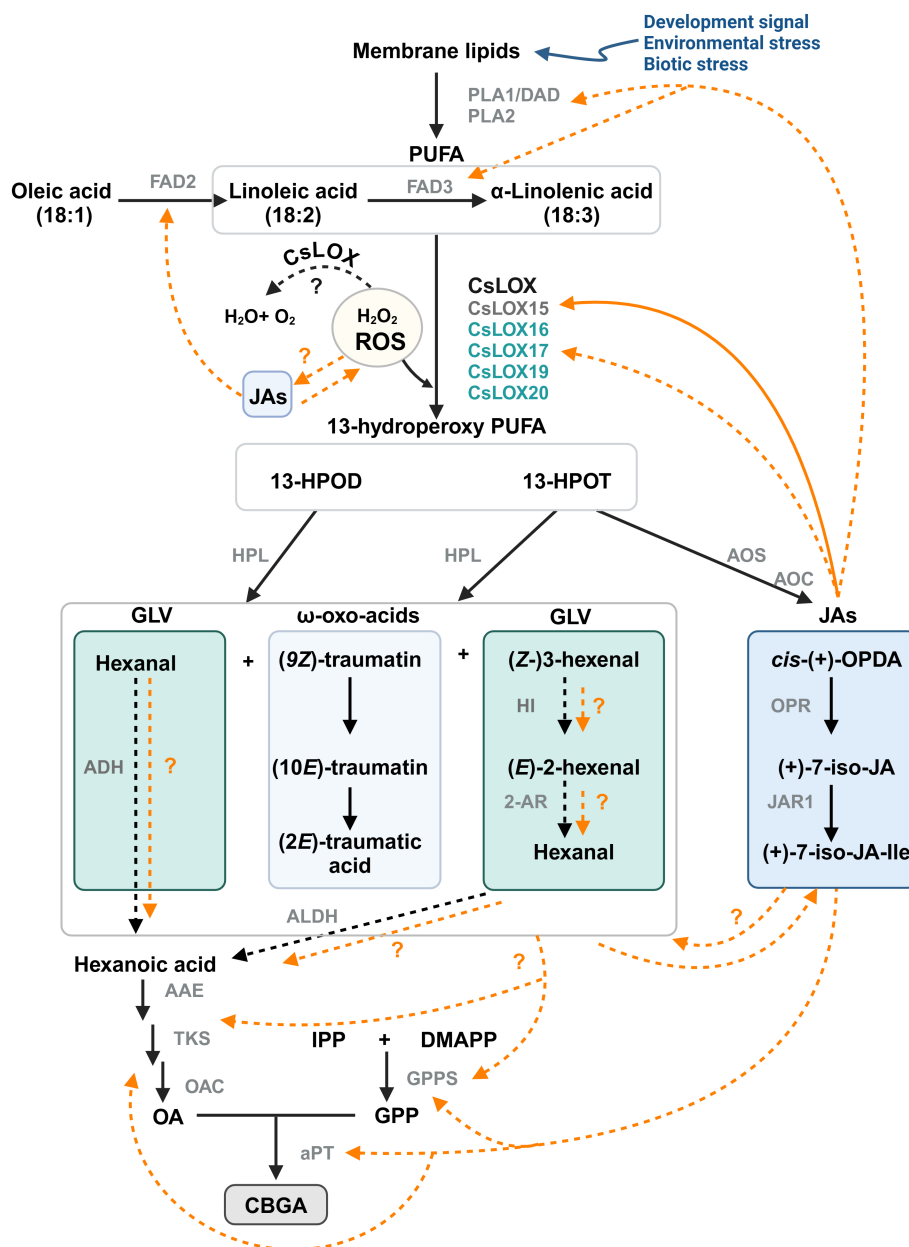 Development signal
Membrane lipids
Environmental stress
Biotic stress
PLA1/DAD
PLA2
PUFA
Oleic acid
(18:1)
FAD2
Linoleic acid
(18:2)
FAD3
α-Linolenic acid
(18:3)
CsLOX
?
H₂O+ O₂
H₂O₂
ROS
?
JAs
CsLOX
CsLOX15
CsLOX16
CsLOX17
CsLOX19
CsLOX20
13-hydroperoxy PUFA
13-HPOD
13-HPOT
HPL
HPL
AOS
AOC
GLV
ω-oxo-acids
GLV
JAs
Hexanal
+
(9Z)-traumatin
+
(Z-)3-hexenal
cis-(+)-OPDA
HI
?
OPR
ADH
?
(10E)-traumatin
(E)-2-hexenal
(+)-7-iso-JA
2-AR
?
JAR1
(2E)-traumatic
acid
Hexanal
(+)-7-iso-JA-Ile
ALDH
?
?
?
Hexanoic acid
AAE
TKS
IPP
+
DMAPP
OAC
GPPS
OA
GPP
aPT
CBGA